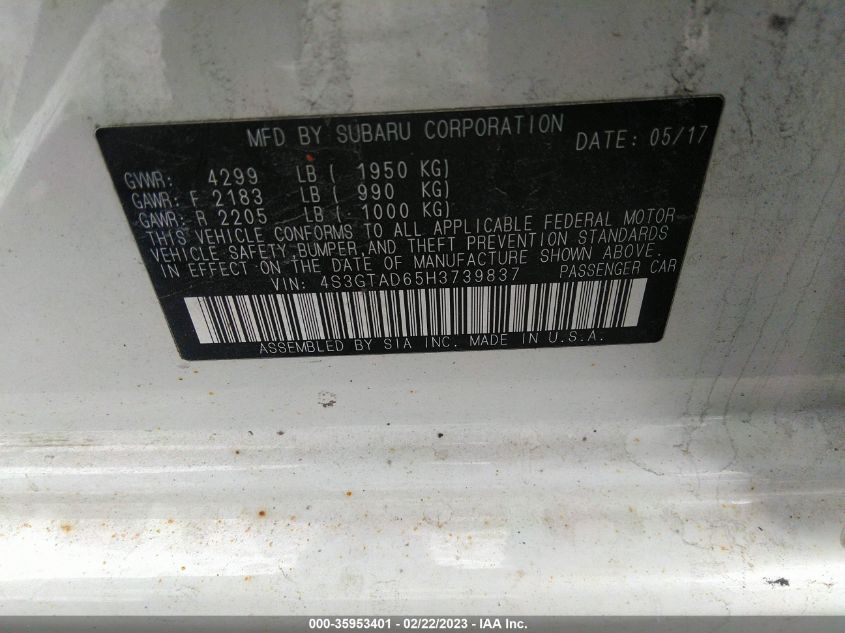 MFD BY SUBARU CORPORATION DATE: 05/17
GVWR: 4299 LB ( 1950 KG)
GAWR: F 2183 LB ( 990 KG)
GAWR: R 2205 LB ( 1000 KG)
THIS VEHICLE CONFORMS TO ALL APPLICABLE FEDERAL MOTOR
VEHICLE SAFETY,BUMPER,AND THEFT PREVENTION STANDARDS
IN EFFECT ON THE DATE OF MANUFACTURE SHOWN ABOVE.
VIN: 4S3GTAD65H3739837 PASSENGER CAR
ASSEMBLED BY SIA INC. MADE IN U.S.A.
000-35953401 - 02/22/2023 - IAA Inc.